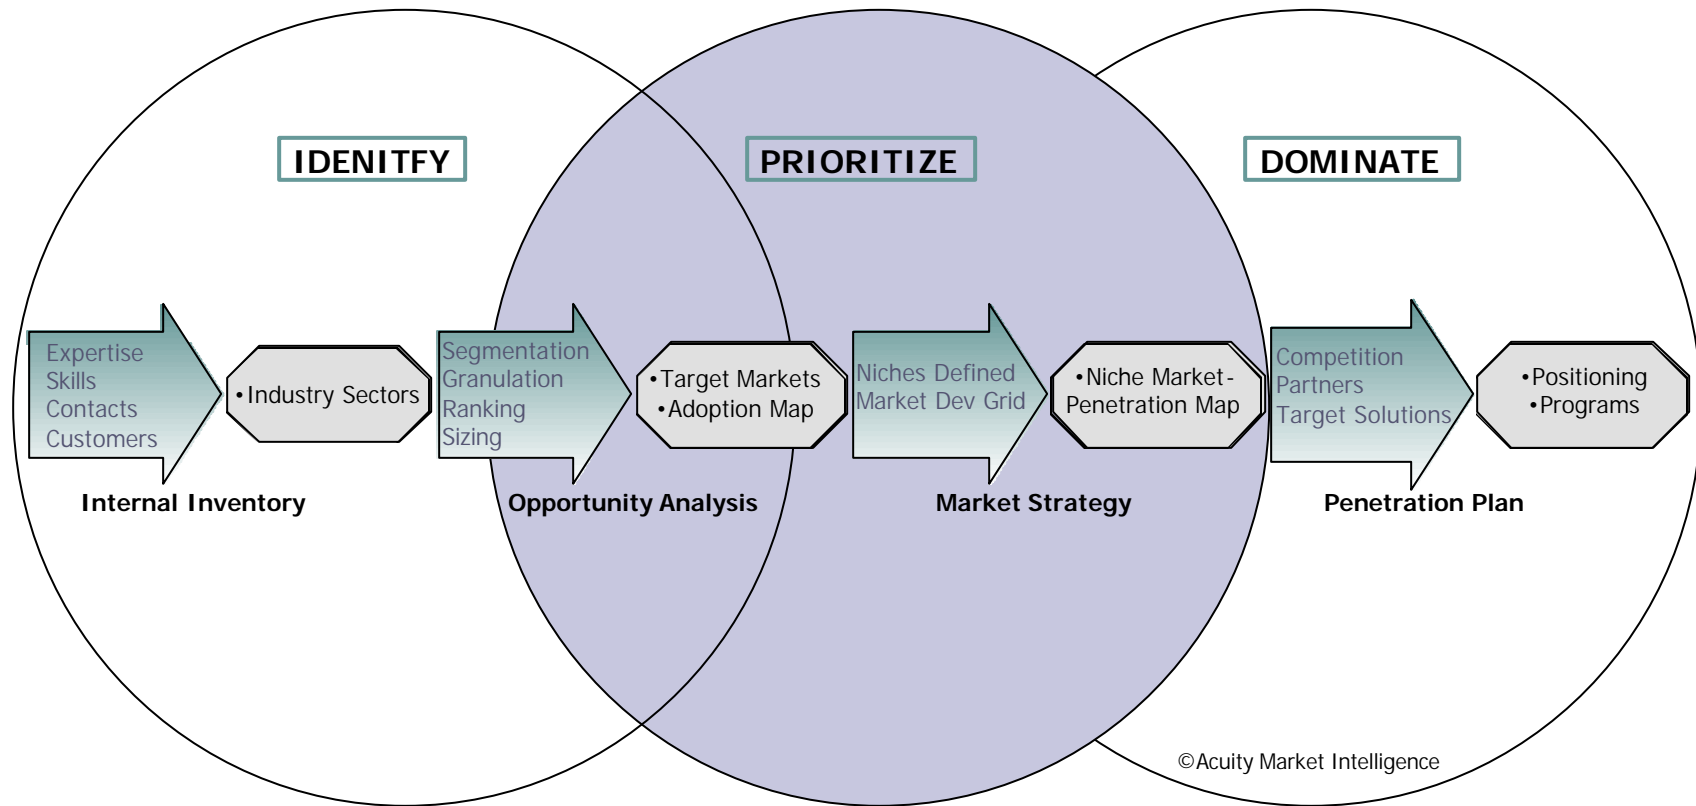 IDENITFY
PRIORITIZE
DOMINATE
Expertise
Skills
Contacts
Customers
•Industry Sectors
Segmentation
Granulation
Ranking
Sizing
•Target Markets
•Adoption Map
Niches Defined
Market Dev Grid
•Niche Market-
Penetration Map
Competition
Partners
Target Solutions
•Positioning
•Programs
Internal Inventory
Opportunity Analysis
Market Strategy
Penetration Plan
©Acuity Market Intelligence